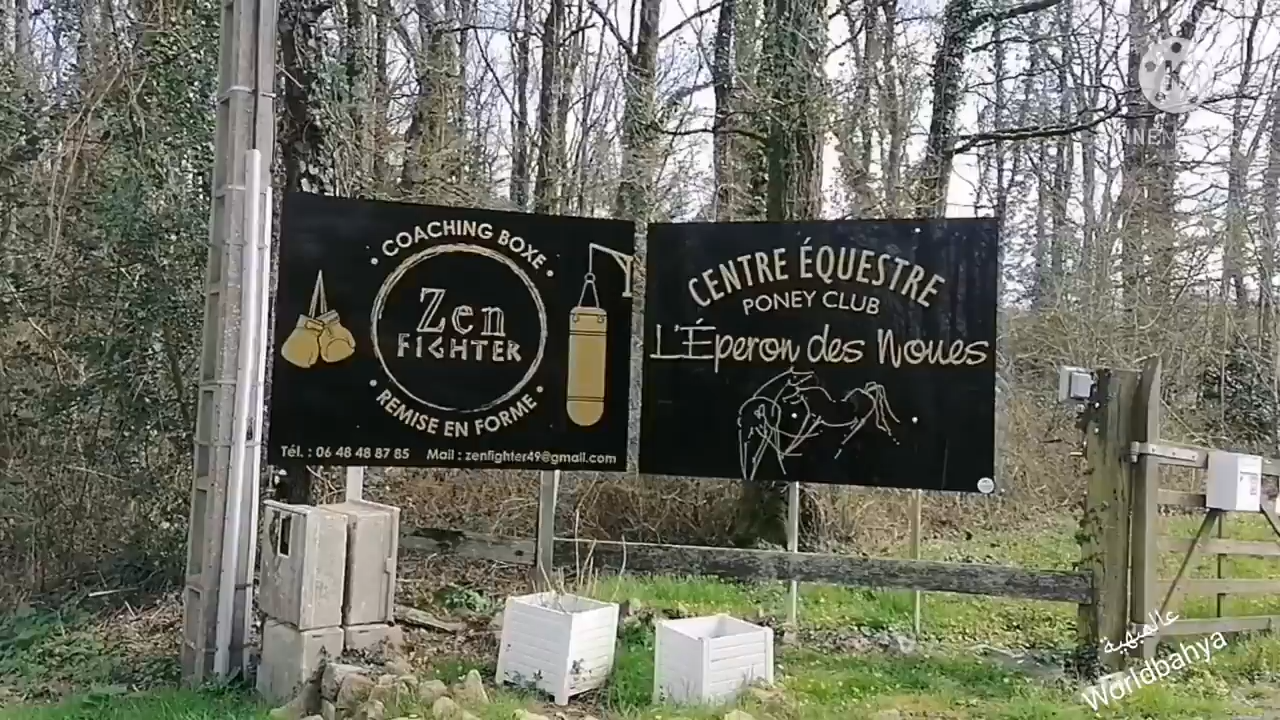 COACHING BOXE
Zen
FIGHTER
REMISE EN FORME
Tél. : 06 48 48 87 85 Mail : zenfighter49@gmail.com
CENTRE ÉQUESTRE
PONEY CLUB
L'Éperon des Noues
عالمبهية
Worldbahya